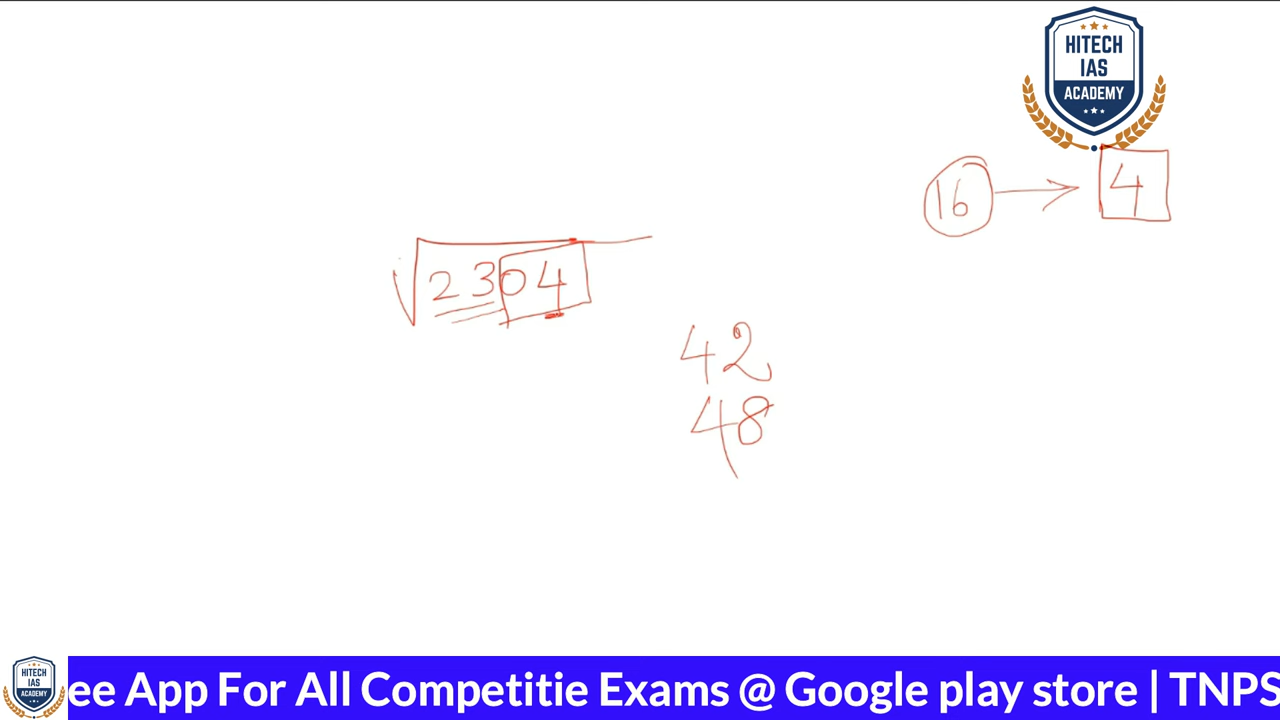 HITECH
IAS
ACADEMY
16 → 4
√2304
42
48
HITECH
IAS
ACADEMY
ee App For All Competitie Exams @ Google play store | TNPS